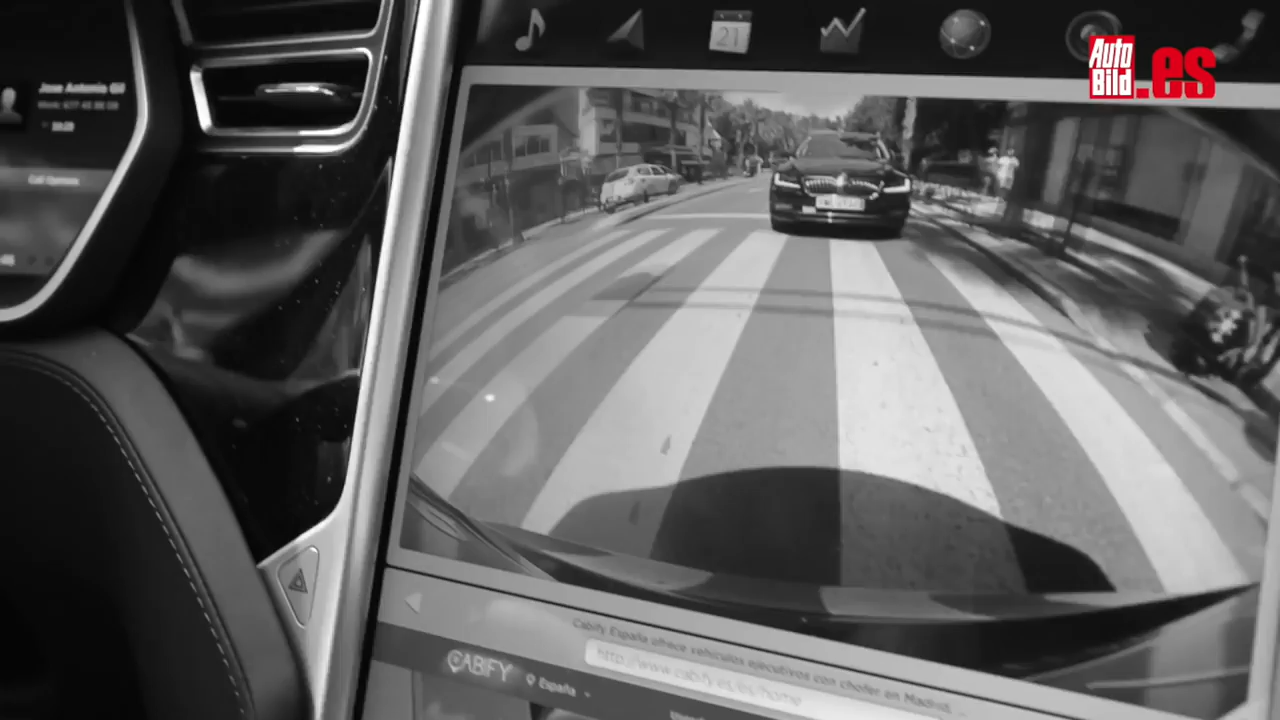 Jose Antonio Gil
21
Auto
Bild.es
Cabify España ofrece vehículos ejecutivos con chofer en Madrid...
http://www.cabify.es/es/home
CABIFY
España